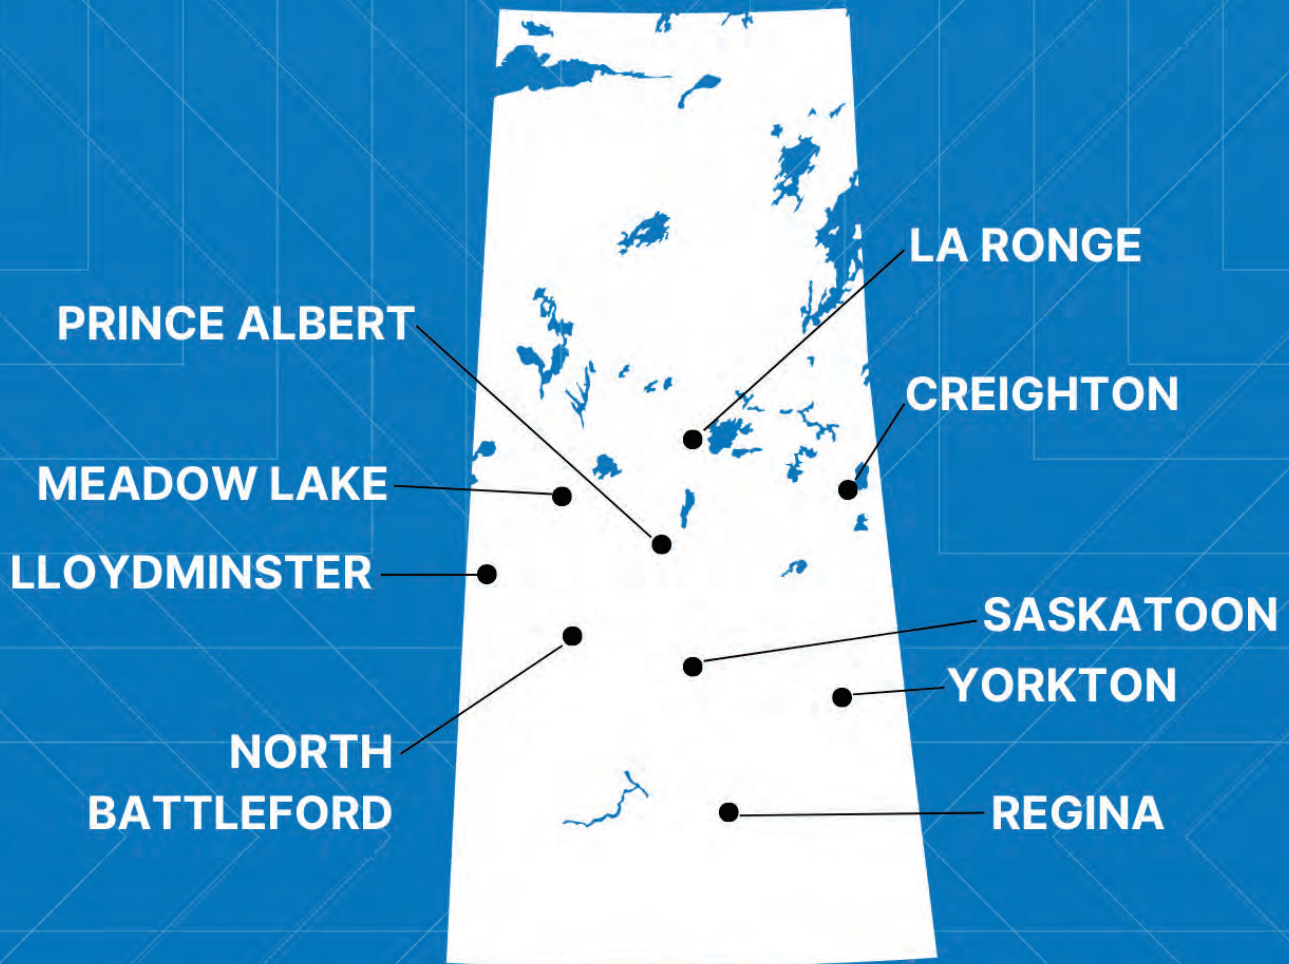 LA RONGE
PRINCE ALBERT
CREIGHTON
MEADOW LAKE
LLOYDMINSTER
SASKATOON
YORKTON
NORTH
BATTLEFORD
REGINA